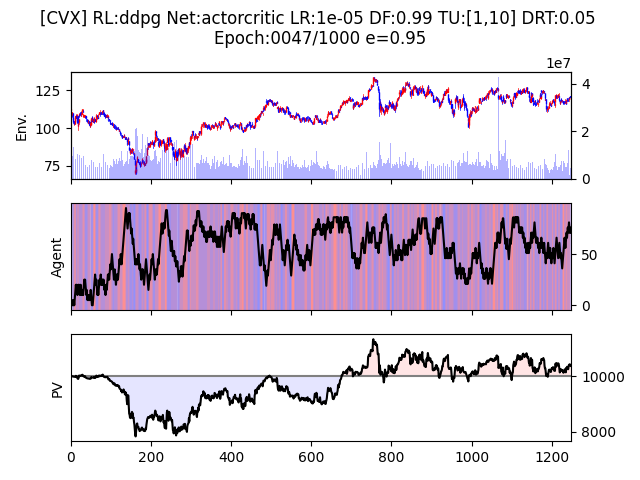 [CVX] RL:ddpg Net:actorcritic LR:1e-05 DF:0.99 TU:[1,10] DRT:0.05
Epoch:0047/1000 e=0.95
1e7
125
100
75
Env.
4
2
0
Agent
50
0
PV
10000
8000
0
200
400
600
800
1000
1200